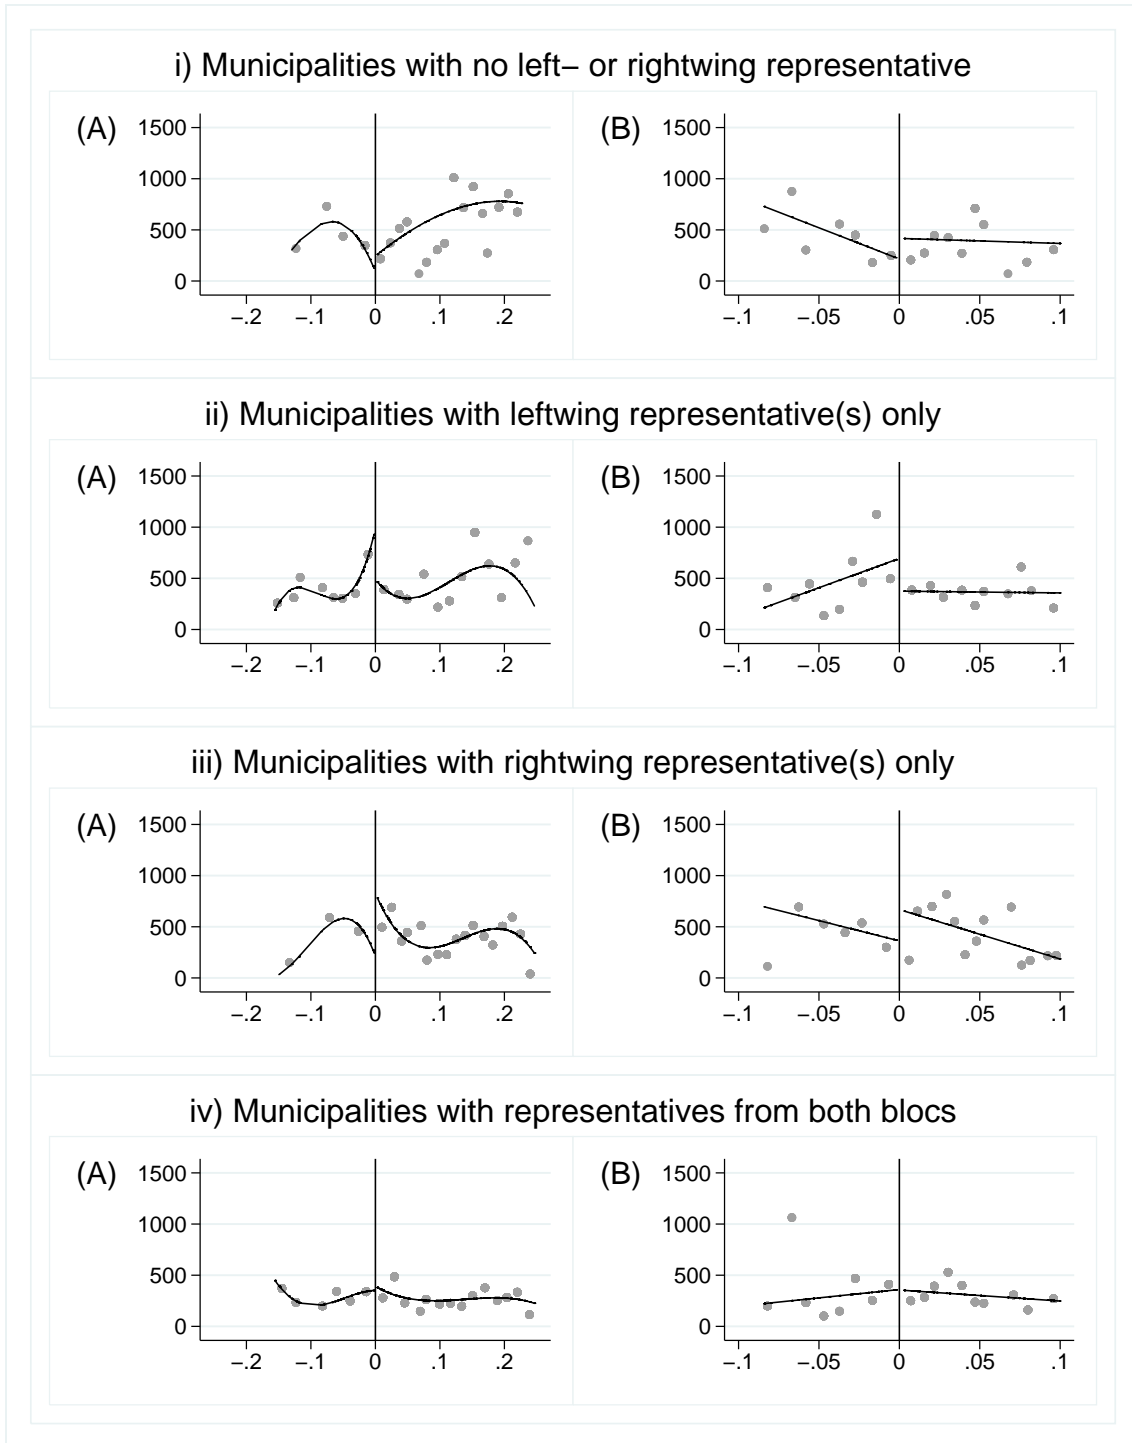 i) Municipalities with no left– or rightwing representative
(A)
1500
1000
500
0
–.2 –.1 0 .1 .2
(B)
1500
1000
500
0
–.1 –.05 0 .05 .1
ii) Municipalities with leftwing representative(s) only
(A)
1500
1000
500
0
–.2 –.1 0 .1 .2
(B)
1500
1000
500
0
–.1 –.05 0 .05 .1
iii) Municipalities with rightwing representative(s) only
(A)
1500
1000
500
0
–.2 –.1 0 .1 .2
(B)
1500
1000
500
0
–.1 –.05 0 .05 .1
iv) Municipalities with representatives from both blocs
(A)
1500
1000
500
0
–.2 –.1 0 .1 .2
(B)
1500
1000
500
0
–.1 –.05 0 .05 .1